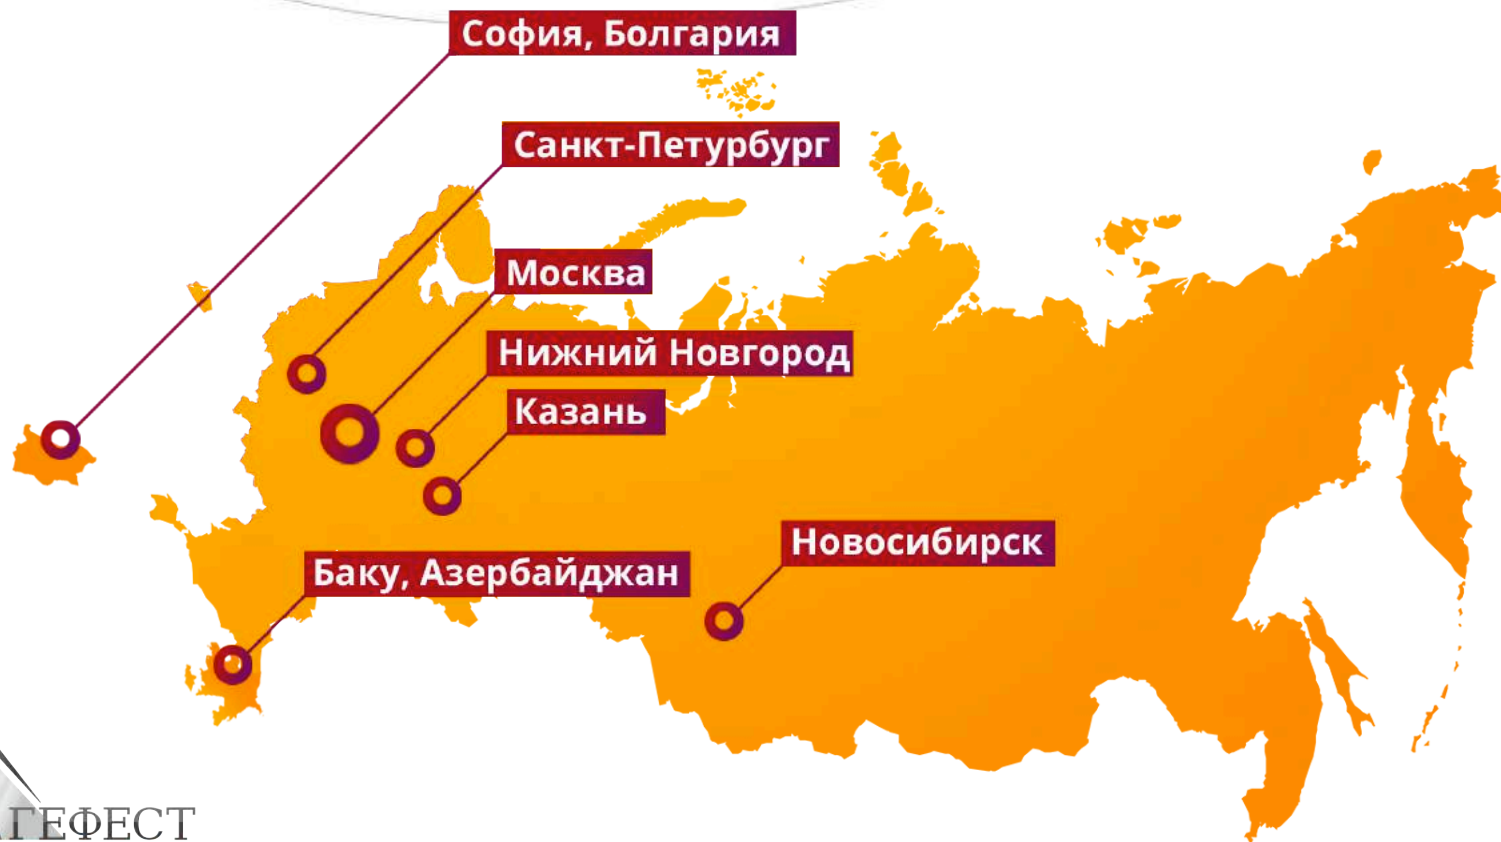 София, Болгария
Санкт-Петурбург
Москва
Нижний Новгород
Казань
Новосибирск
Баку, Азербайджан
ГЕФЕСТ